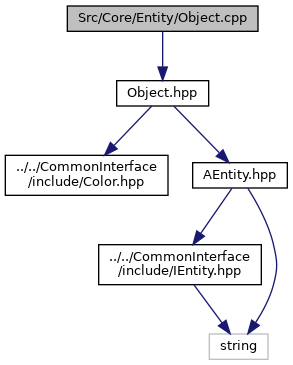 Src/Core/Entity/Object.cpp
Object.hpp
../../CommonInterface
/include/Color.hpp
AEntity.hpp
../../CommonInterface
/include/IEntity.hpp
string